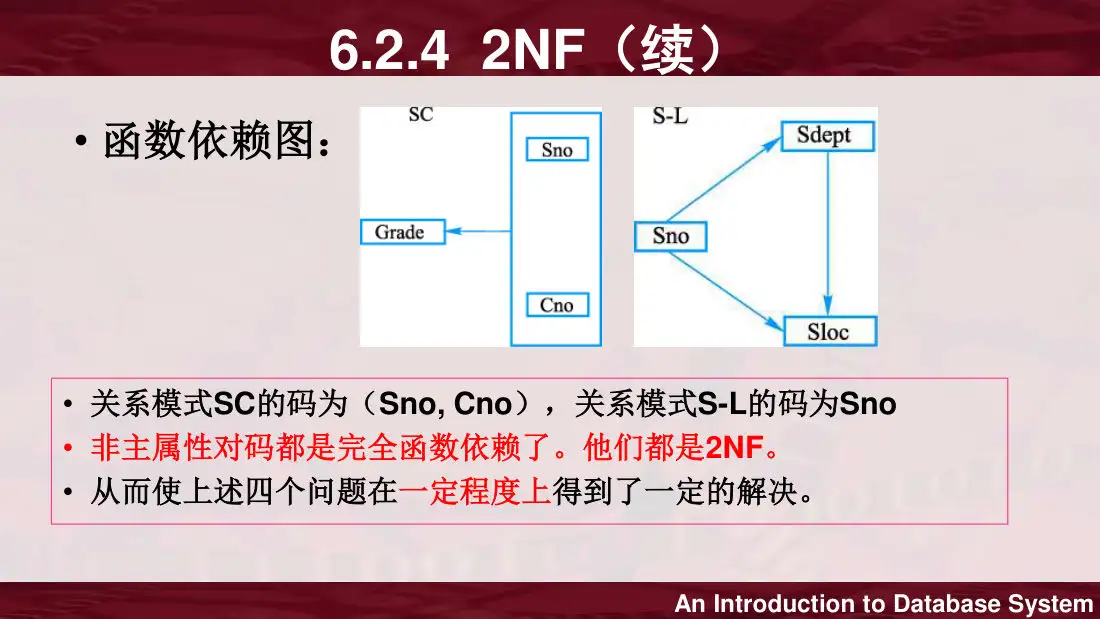 6.2.4 2NF（续）
• 函数依赖图：
SC
Sno
Grade
Cno
S-L
Sdept
Sno
Sloc
• 关系模式SC的码为（Sno, Cno），关系模式S-L的码为Sno
• 非主属性对码都是完全函数依赖了。他们都是2NF。
• 从而使上述四个问题在一定程度上得到了一定的解决。
An Introduction to Database System